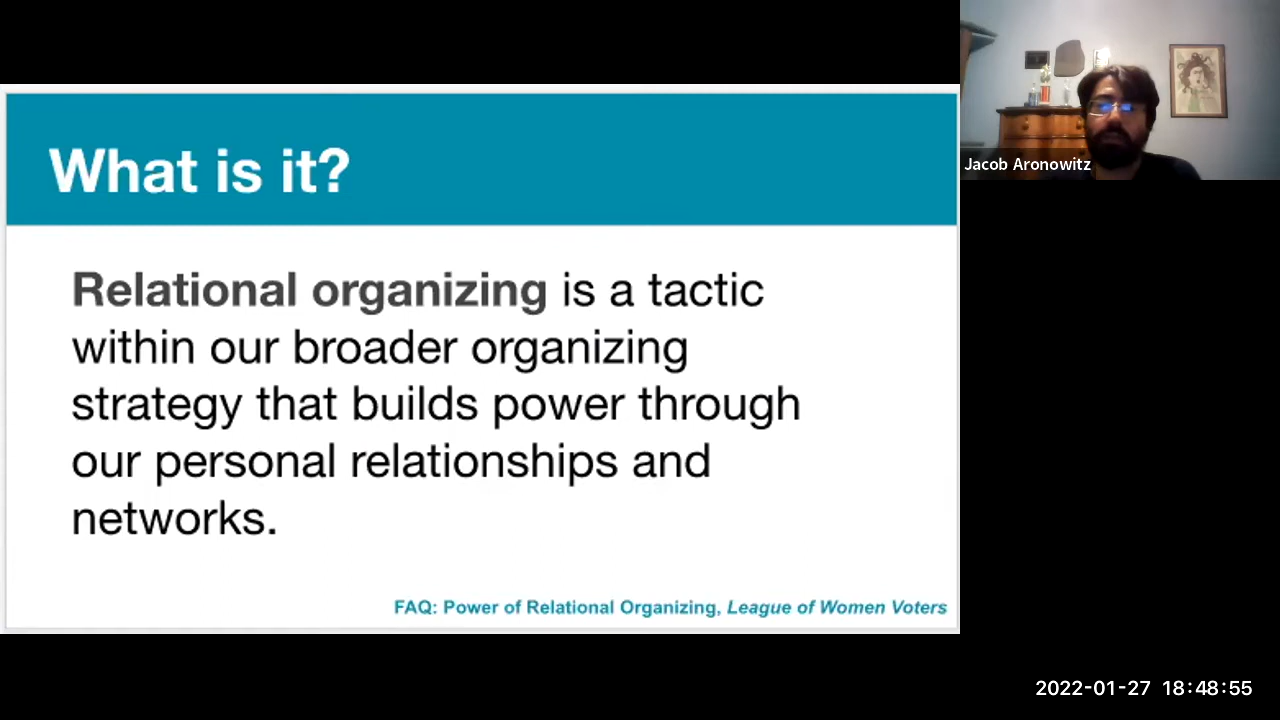 What is it?
Relational organizing is a tactic
within our broader organizing
strategy that builds power through
our personal relationships and
networks.
FAQ: Power of Relational Organizing, League of Women Voters
Jacob Aronowitz
2022-01-27 18:48:55